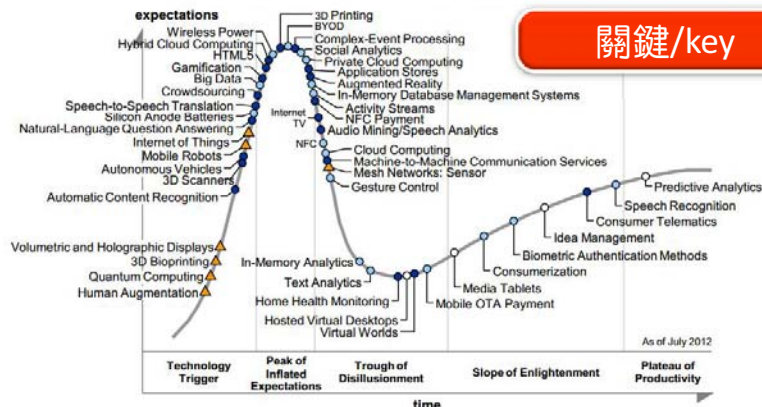 expectations
關鍵/key
3D Printing
BYOD
Wireless Power
Complex-Event Processing
Hybrid Cloud Computing
Social Analytics
HTML5
Private Cloud Computing
Gamification
Application Stores
Big Data
Augmented Reality
Crowdsourcing
In-Memory Database Management Systems
Speech-to-Speech Translation
Activity Streams
Silicon Anode Batteries
Internet TV
NFC Payment
Natural-Language Question Answering
Audio Mining/Speech Analytics
Internet of Things
NFC
Cloud Computing
Mobile Robots
Machine-to-Machine Communication Services
Autonomous Vehicles
Mesh Networks: Sensor
3D Scanners
Gesture Control
Automatic Content Recognition
Predictive Analytics
Speech Recognition
Consumer Telematics
Idea Management
Volumetric and Holographic Displays
Biometric Authentication Methods
3D Bioprinting
In-Memory Analytics
Consumerization
Quantum Computing
Text Analytics
Media Tablets
Human Augmentation
Home Health Monitoring
Mobile OTA Payment
Hosted Virtual Desktops
Virtual Worlds
As of July 2012
Technology
Trigger
Peak of
Inflated
Expectations
Trough of
Disillusionment
Slope of Enlightenment
Plateau of
Productivity
time